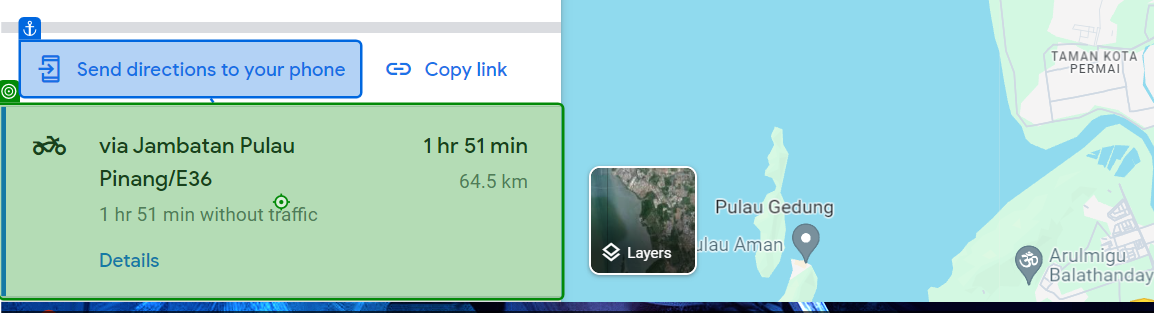 Send directions to your phone
Copy link
via Jambatan Pulau
Pinang/E36
1 hr 51 min
64.5 km
1 hr 51 min without traffic
Details
Layers
TAMAN KOTA
PERMAI
Pulau Gedung
ulau Aman
Arulmigu
Balathanday